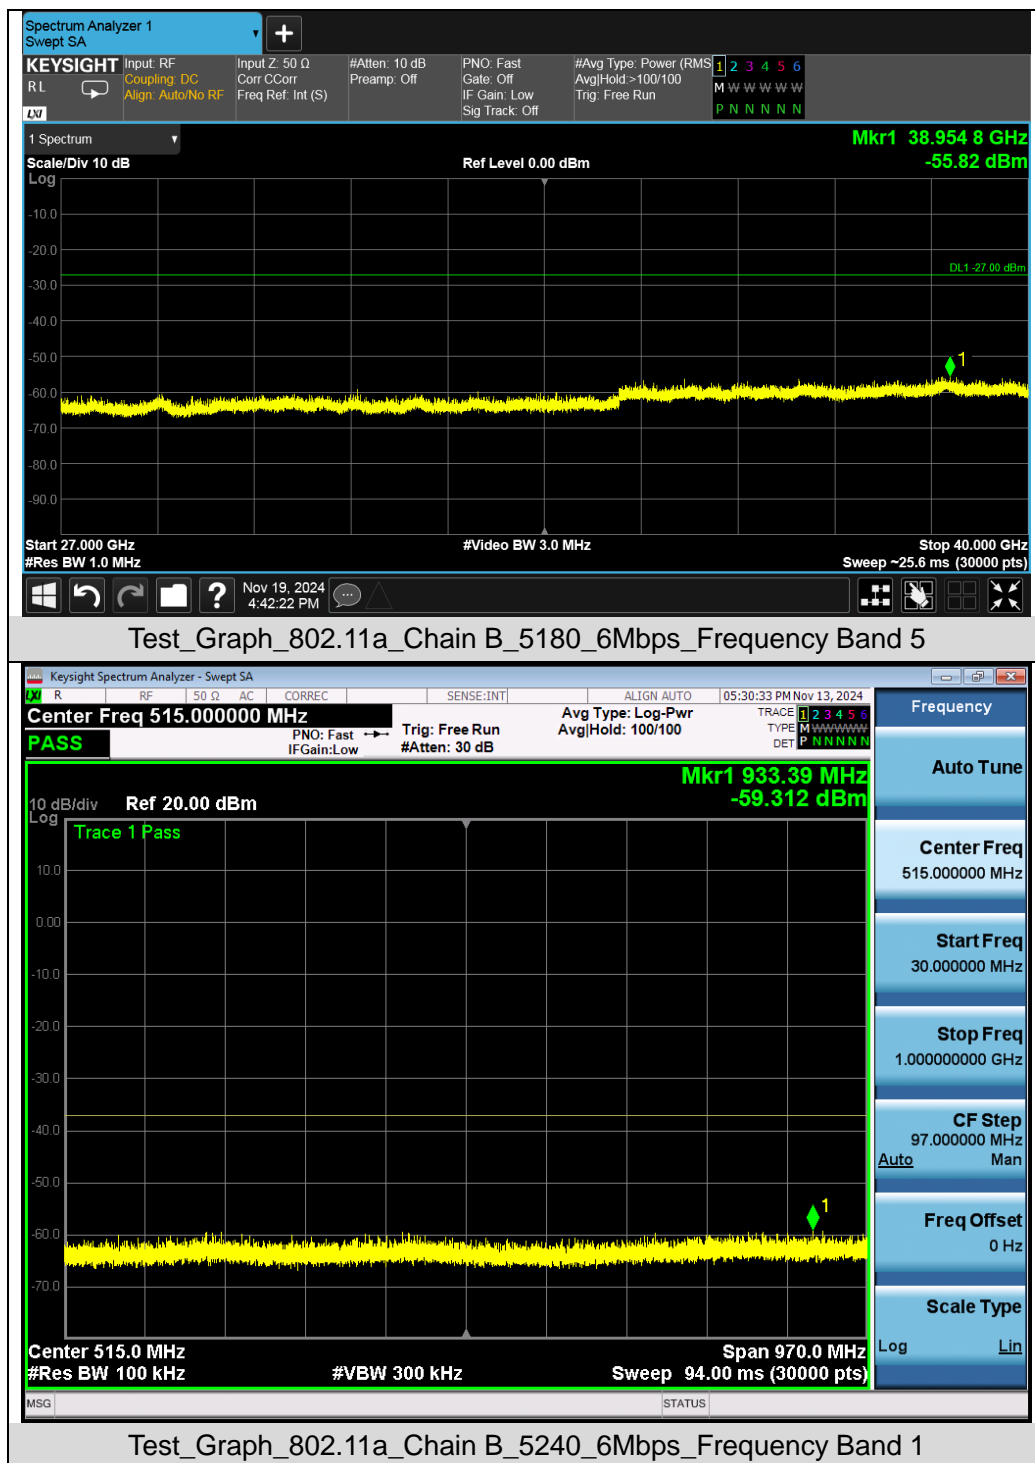 Spectrum Analyzer 1
Swept SA
+
KEYSIGHT
RL
LXI
Input: RF
Coupling: DC
Align: Auto/No RF
Input Z: 50 Ω
Corr CCorr
Freq Ref: Int (S)
#Atten: 10 dB
Preamp: Off
PNO: Fast
Gate: Off
IF Gain: Low
Sig Track: Off
#Avg Type: Power (RMS
Avg|Hold:>100/100
Trig: Free Run
1 2 3 4 5 6
M W W W W W
P N N N N N
1 Spectrum
Mkr1 38.954 8 GHz
Scale/Div 10 dB
Ref Level 0.00 dBm
-55.82 dBm
Log
-10.0
-20.0
DL1 -27.00 dBm
-30.0
-40.0
-50.0
1
-60.0
-70.0
-80.0
-90.0
Start 27.000 GHz
#Video BW 3.0 MHz
Stop 40.000 GHz
#Res BW 1.0 MHz
Sweep ~25.6 ms (30000 pts)
?
Nov 19, 2024
4:42:22 PM
Test_Graph_802.11a_Chain B_5180_6Mbps_Frequency Band 5
Keysight Spectrum Analyzer - Swept SA
LXI R RF 50 Ω AC CORREC SENSE:INT ALIGN AUTO 05:30:33 PM Nov 13, 2024
Center Freq 515.000000 MHz
PASS
PNO: Fast
IFGain:Low
Trig: Free Run
#Atten: 30 dB
Avg Type: Log-Pwr
Avg|Hold: 100/100
TRACE 1 2 3 4 5 6
TYPE M W W W W W
DET P N N N N N
Mkr1 933.39 MHz
-59.312 dBm
10 dB/div
Ref 20.00 dBm
Log
Trace 1 Pass
10.0
0.00
-10.0
-20.0
-30.0
-40.0
-50.0
1
-60.0
-70.0
Center 515.0 MHz
Span 970.0 MHz
#Res BW 100 kHz
#VBW 300 kHz
Sweep 94.00 ms (30000 pts)
MSG
STATUS
Frequency
Auto Tune
Center Freq
515.000000 MHz
Start Freq
30.000000 MHz
Stop Freq
1.000000000 GHz
CF Step
97.000000 MHz
Auto Man
Freq Offset
0 Hz
Scale Type
Log Lin
Test_Graph_802.11a_Chain B_5240_6Mbps_Frequency Band 1